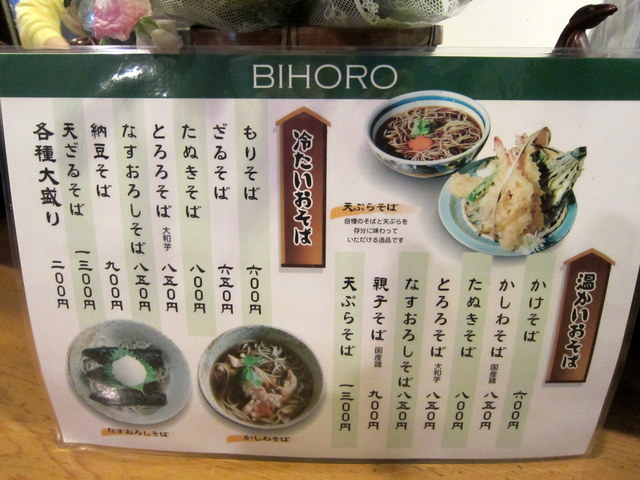 BIHORO
天ぷらそば
自慢のそばと天ぷらを
存分に味わって
いただける逸品です
温かいおそば
かけそば 六〇〇円
かしわそば 国産鶏 八五〇円
たぬきそば 八〇〇円
とろろそば 大和芋 八五〇円
なすおろしそば 八五〇円
親子そば 国産鶏 九〇〇円
天ぷらそば 一三〇〇円
冷たいおそば
もりそば 六〇〇円
ざるそば 六五〇円
たぬきそば 八〇〇円
とろろそば 大和芋 八五〇円
なすおろしそば 八五〇円
納豆そば 九〇〇円
天ざるそば 一三〇〇円
各種大盛り 二〇〇円
なすおろしそば
かしわそば